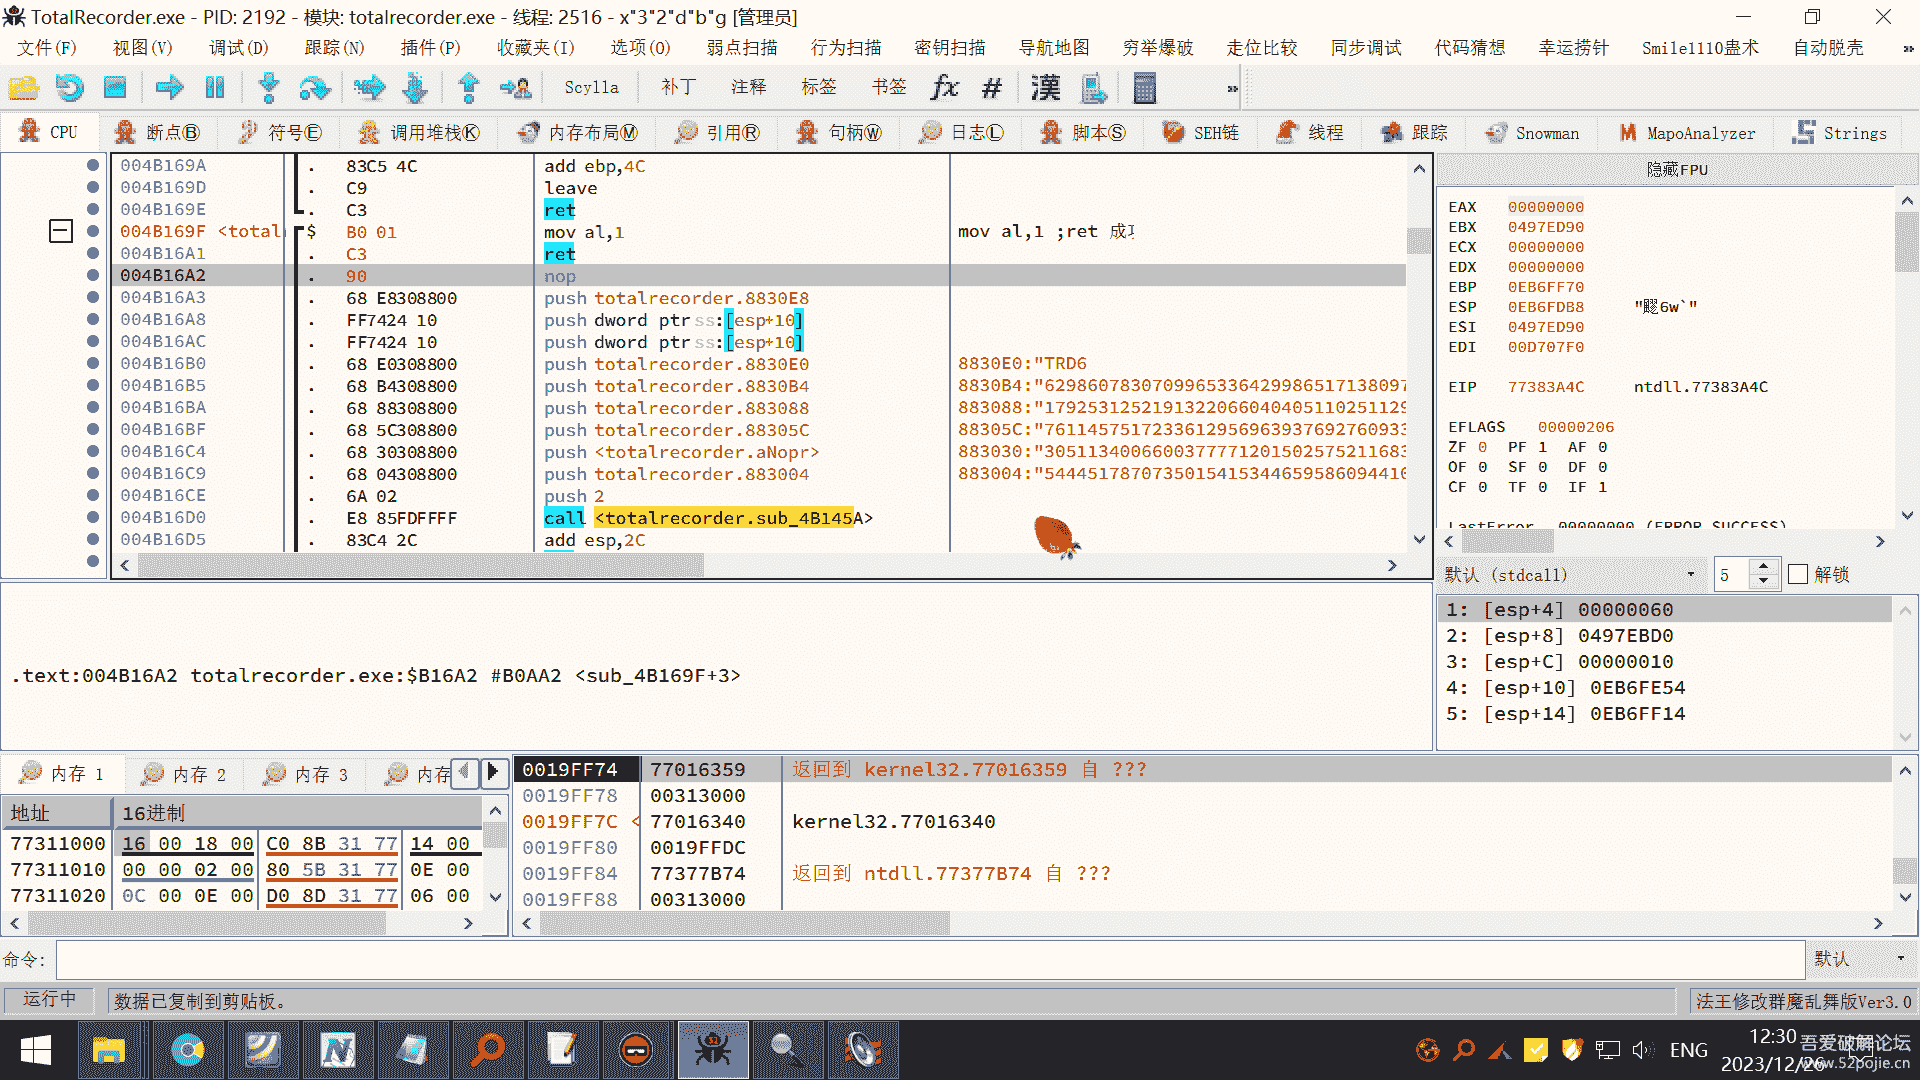 TotalRecorder.exe - PID: 2192 - 模块: totalrecorder.exe - 线程: 2516 - x"3"2"d"b"g [管理员]
文件(F) 视图(V) 调试(D) 跟踪(N) 插件(P) 收藏夹(I) 选项(O) 弱点扫描 行为扫描 密钥扫描 导航地图 穷举爆破 走位比较 同步调试 代码猜想 幸运捞针 Smile1110蛊术 自动脱壳 »
Scylla 补丁 注释 标签 书签 fx # 漢 »
CPU 断点Ⓑ 符号Ⓔ 调用堆栈Ⓚ 内存布局Ⓜ 引用Ⓡ 句柄Ⓦ 日志Ⓛ 脚本Ⓢ SEH链 线程 跟踪 Snowman MapoAnalyzer Strings
004B169A . 83C5 4C add ebp,4C
004B169D . C9 leave
004B169E . C3 ret
004B169F <total $ B0 01 mov al,1 mov al,1 ;ret
004B16A1 . C3 ret
004B16A2 . 90 nop
004B16A3 . 68 E8308800 push totalrecorder.8830E8
004B16A8 . FF7424 10 push dword ptr ss:[esp+10]
004B16AC . FF7424 10 push dword ptr ss:[esp+10]
004B16B0 . 68 E0308800 push totalrecorder.8830E0 8830E0:"TRD6
004B16B5 . 68 B4308800 push totalrecorder.8830B4 8830B4:"6298607830709965336429986517138097
004B16BA . 68 88308800 push totalrecorder.883088 883088:"1792531252191322066040405110251129
004B16BF . 68 5C308800 push totalrecorder.88305C 88305C:"7611457517233612956963937692760933
004B16C4 . 68 30308800 push <totalrecorder.aNopr> 883030:"3051134006600377771201502575211683
004B16C9 . 68 04308800 push totalrecorder.883004 883004:"5444517870735015415344659586094410
004B16CE . 6A 02 push 2
004B16D0 . E8 85FDFFFF call <totalrecorder.sub_4B145A>
004B16D5 . 83C4 2C add esp,2C
隐藏FPU
EAX 00000000
EBX 0497ED90
ECX 00000000
EDX 00000000
EBP 0EB6FF70
ESP 0EB6FDB8
ESI 0497ED90
EDI 00D707F0
EIP 77383A4C ntdll.77383A4C
EFLAGS 00000206
ZF 0 PF 1 AF 0
OF 0 SF 0 DF 0
CF 0 TF 0 IF 1
LastError 00000000 (ERROR_SUCCESS)
默认 (stdcall) 5 解锁
1: [esp+4] 00000060
2: [esp+8] 0497EBD0
3: [esp+C] 00000010
4: [esp+10] 0EB6FE54
5: [esp+14] 0EB6FF14
.text:004B16A2 totalrecorder.exe:$B16A2 #B0AA2 <sub_4B169F+3>
内存 1 内存 2 内存 3 内存
地址 16进制
77311000 16 00 18 00 C0 8B 31 77 14 00
77311010 00 00 02 00 80 5B 31 77 0E 00
77311020 0C 00 0E 00 D0 8D 31 77 06 00
0019FF74 77016359 返回到 kernel32.77016359 自 ???
0019FF78 00313000
0019FF7C < 77016340 kernel32.77016340
0019FF80 0019FFDC
0019FF84 77377B74 返回到 ntdll.77377B74 自 ???
0019FF88 00313000
命令: 默认
运行中 数据已复制到剪贴板。 法王修改群魔乱舞版Ver3.0
ENG 12:30 2023/12/26
吾爱破解论坛
www.52pojie.cn